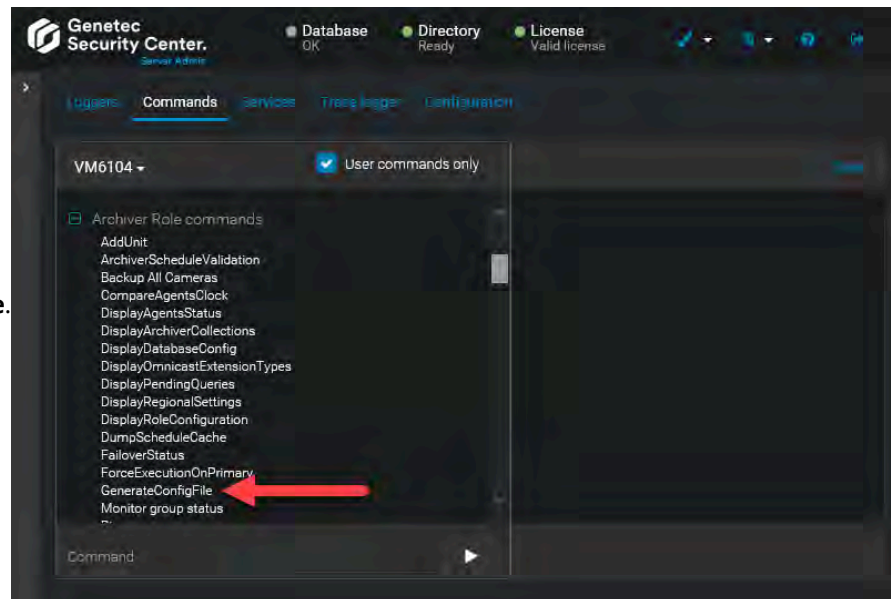 Genetec
Security Center.
Server Admin
Database
OK
Directory
Ready
License
Valid license
Loggers Commands Services Trace logger Configuration
VM6104
User commands only
Archiver Role commands
AddUnit
ArchiverScheduleValidation
Backup All Cameras
CompareAgentsClock
e.
DisplayAgentsStatus
DisplayArchiverCollections
DisplayDatabaseConfig
DisplayOmnicastExtensionTypes
DisplayPendingQueries
DisplayRegionalSettings
DisplayRoleConfiguration
DumpScheduleCache
FailoverStatus
ForceExecutionOnPrimary
GenerateConfigFile
Monitor group status
Command